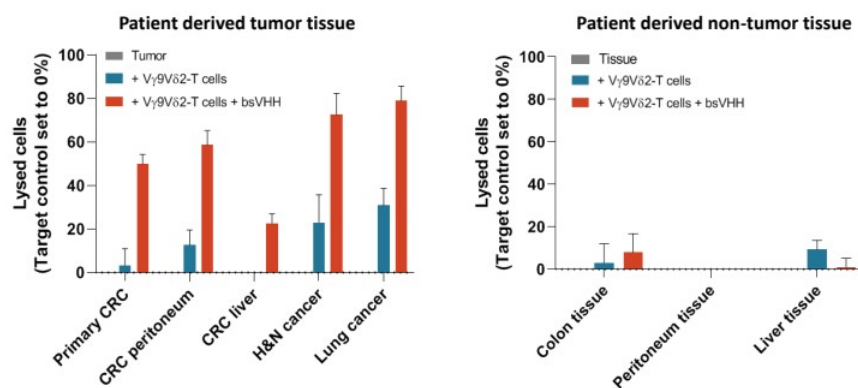 Patient derived tumor tissue
Lysed cells
(Target control set to 0%)
100
80
60
40
20
0
Tumor
+ Vγ9Vδ2-T cells
+ Vγ9Vδ2-T cells + bsVHH
Primary CRC
CRC peritoneum
CRC liver
H&N cancer
Lung cancer
Patient derived non-tumor tissue
Lysed cells
(Target control set to 0%)
100
80
60
40
20
0
Tissue
+ Vγ9Vδ2-T cells
+ Vγ9Vδ2-T cells + bsVHH
Colon tissue
Peritoneum tissue
Liver tissue